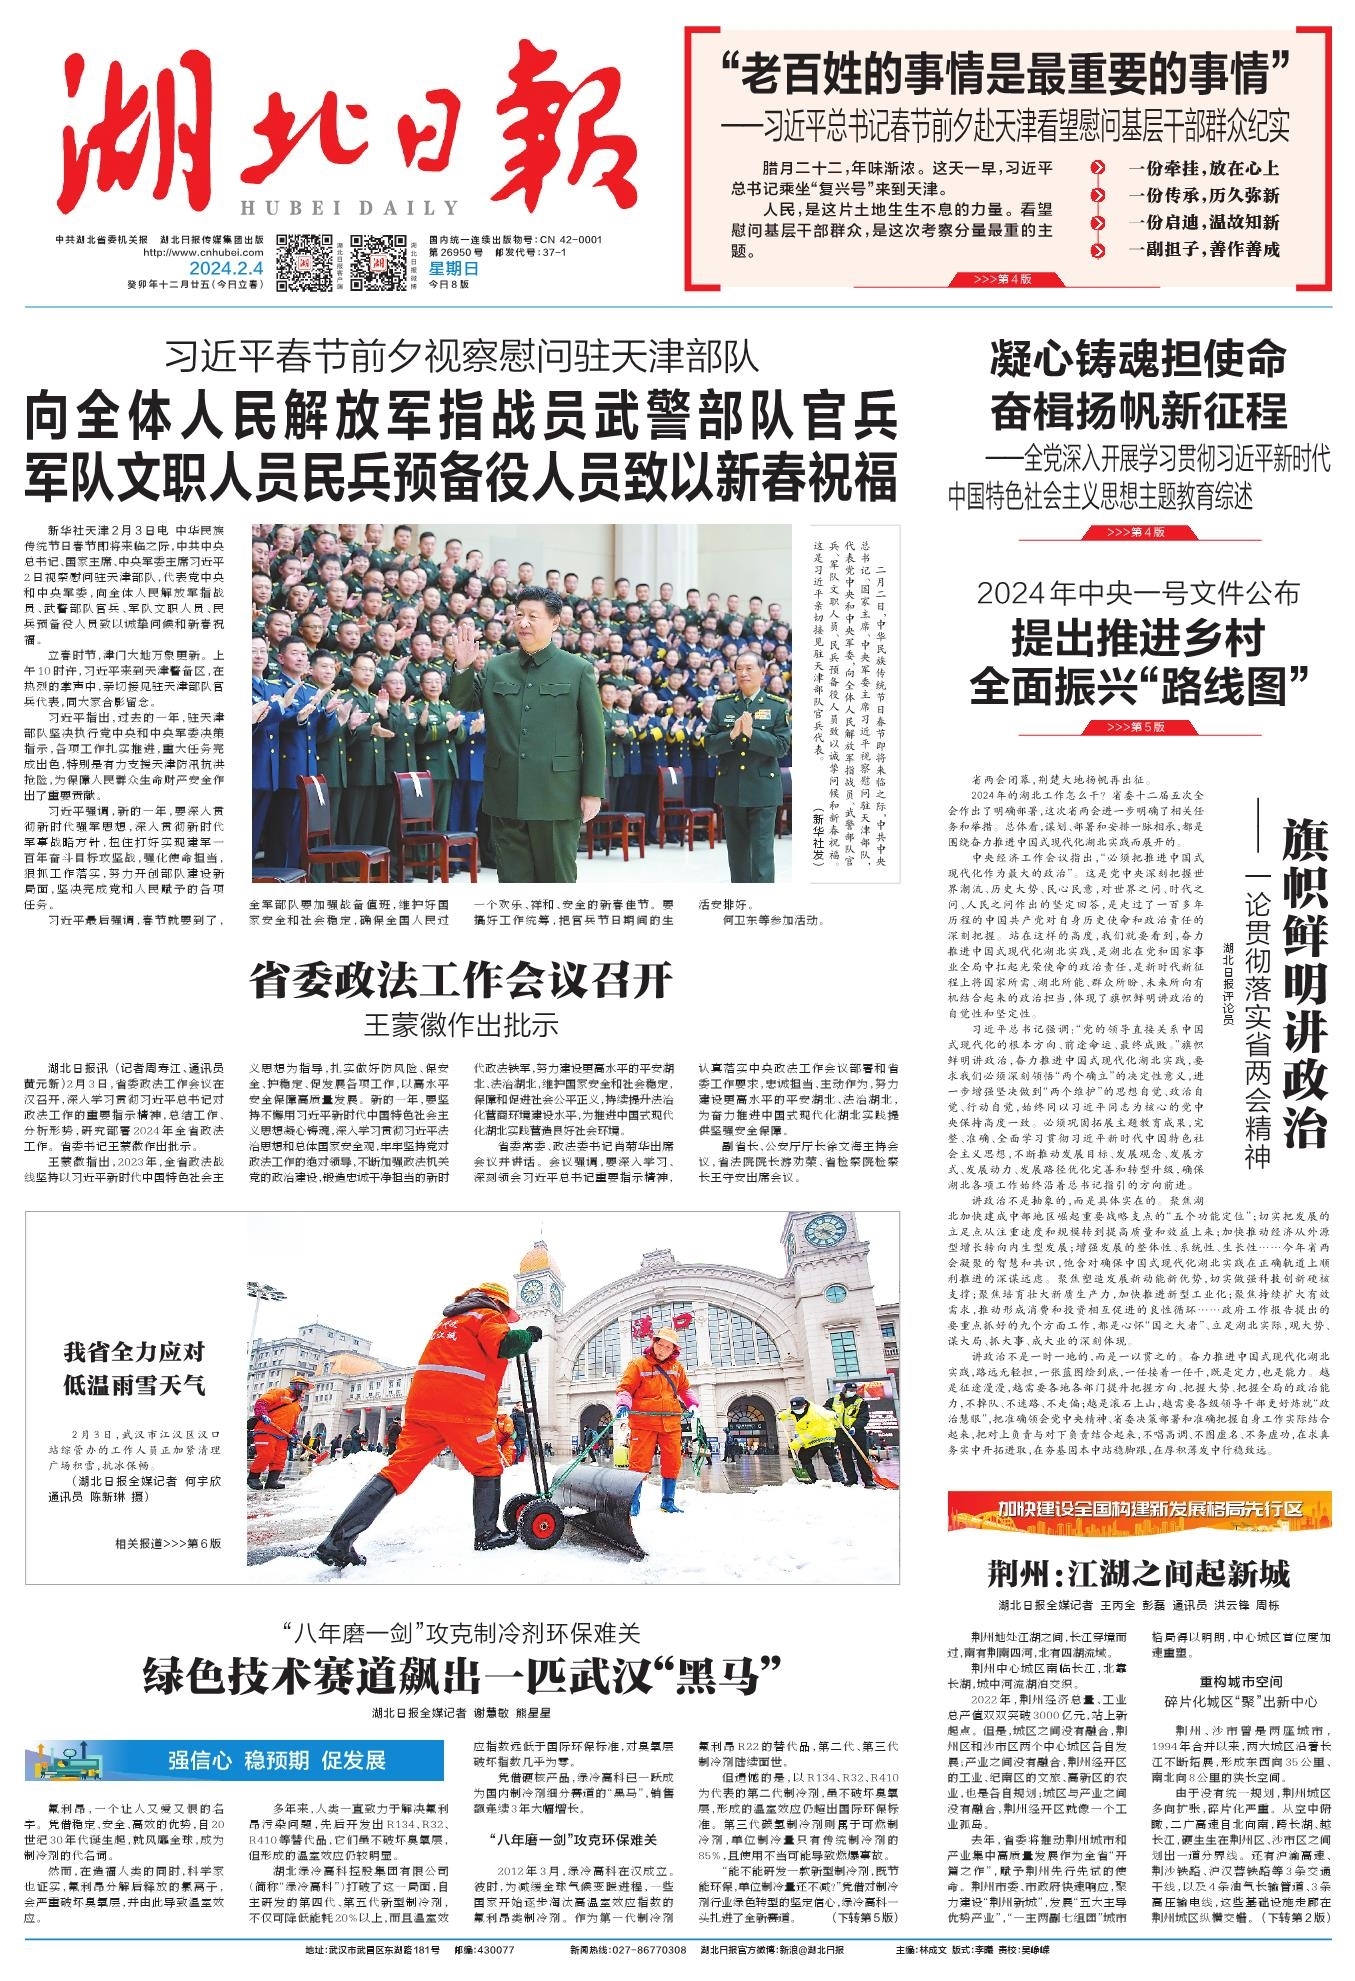 湖北日報
HUBEI DAILY
中共湖北省委机关报 湖北日报传媒集团出版
http://www.cnhubei.com
2024.2.4
癸卯年十二月廿五(今日立春)
湖北日报客户端
湖北日报微博
国内统一连续出版物号:CN 42-0001
第26950号 邮发代号:37-1
星期日
今日8版
“老百姓的事情是最重要的事情”
——习近平总书记春节前夕赴天津看望慰问基层干部群众纪实
腊月二十二,年味渐浓。这天一早,习近平
总书记乘坐“复兴号”来到天津。
人民,是这片土地生生不息的力量。看望
慰问基层干部群众,是这次考察分量最重的主
题。
一份牵挂,放在心上
一份传承,历久弥新
一份启迪,温故知新
一副担子,善作善成
>>>第4版
习近平春节前夕视察慰问驻天津部队
向全体人民解放军指战员武警部队官兵
军队文职人员民兵预备役人员致以新春祝福
新华社天津2月3日电 中华民族
传统节日春节即将来临之际,中共中央
总书记、国家主席、中央军委主席习近平
2日视察慰问驻天津部队,代表党中央
和中央军委,向全体人民解放军指战
员、武警部队官兵、军队文职人员、民
兵预备役人员致以诚挚问候和新春祝
福。
立春时节,津门大地万象更新。上
午10时许,习近平来到天津警备区,在
热烈的掌声中,亲切接见驻天津部队官
兵代表,同大家合影留念。
习近平指出,过去的一年,驻天津
部队坚决执行党中央和中央军委决策
指示,各项工作扎实推进,重大任务完
成出色,特别是有力支援天津防汛抗洪
抢险,为保障人民群众生命财产安全作
出了重要贡献。
习近平强调,新的一年,要深入贯
彻新时代强军思想,深入贯彻新时代
军事战略方针,扭住打好实现建军一
百年奋斗目标攻坚战,强化使命担当,
狠抓工作落实,努力开创部队建设新
局面,坚决完成党和人民赋予的各项
任务。
习近平最后强调,春节就要到了,
全军部队要加强战备值班,维护好国
家安全和社会稳定,确保全国人民过
一个欢乐、祥和、安全的新春佳节。要
搞好工作统筹,把官兵节日期间的生
活安排好。
何卫东等参加活动。
二月二日,中华民族传统节日春节即将来临之际,中共中央
总书记、国家主席、中央军委主席习近平视察慰问驻天津部队,
代表党中央和中央军委,向全体人民解放军指战员、武警部队官
兵、军队文职人员、民兵预备役人员致以诚挚问候和新春祝福。
这是习近平亲切接见驻天津部队官兵代表。
(新华社发)
省委政法工作会议召开
王蒙徽作出批示
湖北日报讯 (记者周寿江、通讯员
黄元新)2月3日,省委政法工作会议在
汉召开,深入学习贯彻习近平总书记对
政法工作的重要指示精神,总结工作、
分析形势,研究部署2024年全省政法
工作。省委书记王蒙徽作出批示。
王蒙徽指出,2023年,全省政法战
线坚持以习近平新时代中国特色社会主
义思想为指导,扎实做好防风险、保安
全、护稳定、促发展各项工作,以高水平
安全保障高质量发展。新的一年,要坚
持不懈用习近平新时代中国特色社会主
义思想凝心铸魂,深入学习贯彻习近平法
治思想和总体国家安全观,牢牢坚持党对
政法工作的绝对领导,不断加强政法机关
党的政治建设,锻造忠诚干净担当的新时
代政法铁军,努力建设更高水平的平安湖
北、法治湖北,维护国家安全和社会稳定,
保障和促进社会公平正义,持续提升法治
化营商环境建设水平,为推进中国式现代
化湖北实践营造良好社会环境。
省委常委、政法委书记肖菊华出席
会议并讲话。会议强调,要深入学习、
深刻领会习近平总书记重要指示精神,
认真落实中央政法工作会议部署和省
委工作要求,忠诚担当、主动作为,努力
建设更高水平的平安湖北、法治湖北,
为奋力推进中国式现代化湖北实践提
供坚强安全保障。
副省长、公安厅厅长徐文海主持会
议,省法院院长游劝荣、省检察院检察
长王守安出席会议。
我省全力应对
低温雨雪天气
2月3日,武汉市江汉区汉口
站综管办的工作人员正加紧清理
广场积雪,抗冰保畅。
(湖北日报全媒记者 何宇欣
通讯员 陈新琳 摄)
相关报道>>>第6版
漢口
“八年磨一剑”攻克制冷剂环保难关
绿色技术赛道飙出一匹武汉“黑马”
湖北日报全媒记者 谢慧敏 熊星星
强信心 稳预期 促发展
氟利昂,一个让人又爱又恨的名
字。凭借稳定、安全、高效的优势,自20
世纪30年代诞生起,就风靡全球,成为
制冷剂的代名词。
然而,在造福人类的同时,科学家
也证实,氟利昂分解后释放的氯离子,
会严重破坏臭氧层,并由此导致温室效
应。
多年来,人类一直致力于解决氟利
昂污染问题,先后开发出R134、R32、
R410等替代品,它们虽不破坏臭氧层,
但形成的温室效应仍较明显。
湖北绿冷高科控股集团有限公司
(简称“绿冷高科”)打破了这一局面,自
主研发的第四代、第五代新型制冷剂,
不仅可降低能耗20%以上,而且温室效
应指数远低于国际环保标准,对臭氧层
破坏指数几乎为零。
凭借硬核产品,绿冷高科已一跃成
为国内制冷剂细分赛道的“黑马”,销售
额连续3年大幅增长。
“八年磨一剑”攻克环保难关
2012年3月,绿冷高科在汉成立。
彼时,为减缓全球气候变暖进程,一些
国家开始逐步淘汰高温室效应指数的
氟利昂类制冷剂。作为第一代制冷剂
氟利昂R22的替代品,第二代、第三代
制冷剂陆续面世。
但遗憾的是,以R134、R32、R410
为代表的第二代制冷剂,虽不破坏臭氧
层,形成的温室效应仍超出国际环保标
准。第三代碳氢制冷剂则属于可燃制
冷剂,单位制冷量只有传统制冷剂的
85%,且使用不当可能导致燃爆事故。
“能不能研发一款新型制冷剂,既节
能环保,单位制冷量还不减?”凭借对制冷
剂行业绿色转型的坚定信心,绿冷高科一
头扎进了全新赛道。 (下转第5版)
凝心铸魂担使命
奋楫扬帆新征程
——全党深入开展学习贯彻习近平新时代
中国特色社会主义思想主题教育综述
>>>第4版
2024年中央一号文件公布
提出推进乡村
全面振兴“路线图”
>>>第5版
旗帜鲜明讲政治
——一论贯彻落实省两会精神
湖北日报评论员
省两会闭幕,荆楚大地扬帆再出征。
2024年的湖北工作怎么干?省委十二届五次全
会作出了明确部署,这次省两会进一步明确了相关任
务和举措。总体看,谋划、部署和安排一脉相承,都是
围绕奋力推进中国式现代化湖北实践而展开的。
中央经济工作会议指出,“必须把推进中国式
现代化作为最大的政治”。这是党中央深刻把握世
界潮流、历史大势、民心民意,对世界之问、时代之
问、人民之问作出的坚定回答,是走过了一百多年
历程的中国共产党对自身历史使命和政治责任的
深刻把握。站在这样的高度,我们就要看到,奋力
推进中国式现代化湖北实践,是湖北在党和国家事
业全局中扛起光荣使命的政治责任,是新时代新征
程上将国家所需、湖北所能、群众所盼、未来所向有
机结合起来的政治担当,体现了旗帜鲜明讲政治的
自觉性和坚定性。
习近平总书记强调:“党的领导直接关系中国
式现代化的根本方向、前途命运、最终成败。”旗帜
鲜明讲政治,奋力推进中国式现代化湖北实践,要
求我们必须深刻领悟“两个确立”的决定性意义,进
一步增强坚决做到“两个维护”的思想自觉、政治自
觉、行动自觉,始终同以习近平同志为核心的党中
央保持高度一致。必须巩固拓展主题教育成果,完
整、准确、全面学习贯彻习近平新时代中国特色社
会主义思想,不断推动发展目标、发展观念、发展方
式、发展动力、发展路径优化完善和转型升级,确保
湖北各项工作始终沿着总书记指引的方向前进。
讲政治不是抽象的,而是具体实在的。聚焦湖
北加快建成中部地区崛起重要战略支点的“五个功能定位”;切实把发展的
立足点从注重速度和规模转到提高质量和效益上来;加快推动经济从外源
型增长转向内生型发展;增强发展的整体性、系统性、生长性……今年省两
会凝聚的智慧和共识,饱含对确保中国式现代化湖北实践在正确轨道上顺
利推进的深谋远虑。聚焦塑造发展新动能新优势,切实做强科技创新硬核
支撑;聚焦培育壮大新质生产力,加快推进新型工业化;聚焦持续扩大有效
需求,推动形成消费和投资相互促进的良性循环……政府工作报告提出的
要重点抓好的九个方面工作,都是心怀“国之大者”、立足湖北实际,观大势、
谋大局、抓大事、成大业的深刻体现。
讲政治不是一时一地的,而是一以贯之的。奋力推进中国式现代化湖北
实践,路远无轻担,一张蓝图绘到底,一任接着一任干,既是定力,也是能力。越
是征途漫漫,越需要各地各部门提升把握方向、把握大势、把握全局的政治能
力,不掉队、不迷路、不走偏;越是滚石上山,越需要各级领导干部更好炼就“政
治慧眼”,把准确领会党中央精神、省委决策部署和准确把握自身工作实际结合
起来,把对上负责与对下负责结合起来,不唱高调、不图虚名、不务虚功,在求真
务实中开拓进取,在夯基固本中站稳脚跟,在厚积薄发中行稳致远。
加快建设全国构建新发展格局先行区
荆州:江湖之间起新城
湖北日报全媒记者 王丙全 彭磊 通讯员 洪云锋 周栎
荆州地处江湖之间,长江穿境而
过,南有荆南四河,北有四湖流域。
荆州中心城区南临长江,北靠
长湖,城中河流湖泊交织。
2022年,荆州经济总量、工业
总产值双双突破3000亿元,站上新
起点。但是,城区之间没有融合,荆
州区和沙市区两个中心城区各自发
展;产业之间没有融合,荆州经开区
的工业、纪南区的文旅、高新区的农
业,也是各自规划;城区与产业之间
没有融合,荆州经开区就像一个工
业孤岛。
去年,省委将推动荆州城市和
产业集中高质量发展作为全省“开
篇之作”,赋予荆州先行先试的使
命。荆州市委、市政府快速响应,聚
力建设“荆州新城”,发展“五大主导
优势产业”,“一主两副七组团”城市
格局得以明朗,中心城区首位度加
速重塑。
重构城市空间
碎片化城区“聚”出新中心
荆州、沙市曾是两座城市,
1994年合并以来,两大城区沿着长
江不断拓展,形成东西向35公里、
南北向8公里的狭长空间。
由于没有统一规划,荆州城区
多向扩张,碎片化严重。从空中俯
瞰,二广高速自北向南,跨长湖、越
长江,硬生生在荆州区、沙市区之间
划出一道分界线。还有沪渝高速、
荆沙铁路、沪汉蓉铁路等3条交通
干线,以及4条油气长输管道、3条
高压输电线,这些基础设施走廊在
荆州城区纵横交错。(下转第2版)
地址:武汉市武昌区东湖路181号 邮编:430077 新闻热线:027-86770308 湖北日报官方微博:新浪@湖北日报 主编:林成文 版式:李曦 责校:吴峥嵘